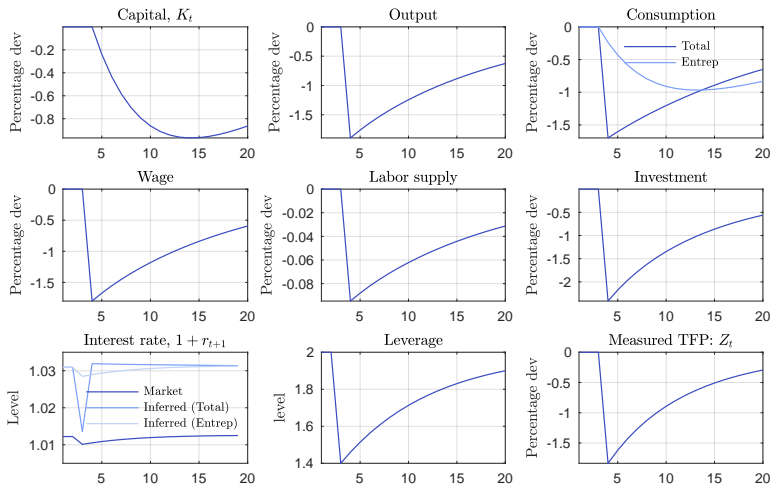 Capital, K_t
Output
Consumption
Percentage dev
-0.2
-0.4
-0.6
-0.8
5 10 15 20
Percentage dev
0
-0.5
-1
-1.5
5 10 15 20
Percentage dev
0
-0.5
-1
-1.5
Total
Entrep
5 10 15 20
Wage
Labor supply
Investment
Percentage dev
0
-0.5
-1
-1.5
5 10 15 20
Percentage dev
0
-0.02
-0.04
-0.06
-0.08
5 10 15 20
Percentage dev
-0.5
-1
-1.5
-2
5 10 15 20
Interest rate, 1 + r_{t+1}
Leverage
Measured TFP: Z_t
Level
1.03
1.02
1.01
Market
Inferred (Total)
Inferred (Entrep)
5 10 15 20
level
2
1.8
1.6
1.4
5 10 15 20
Percentage dev
0
-0.5
-1
-1.5
5 10 15 20